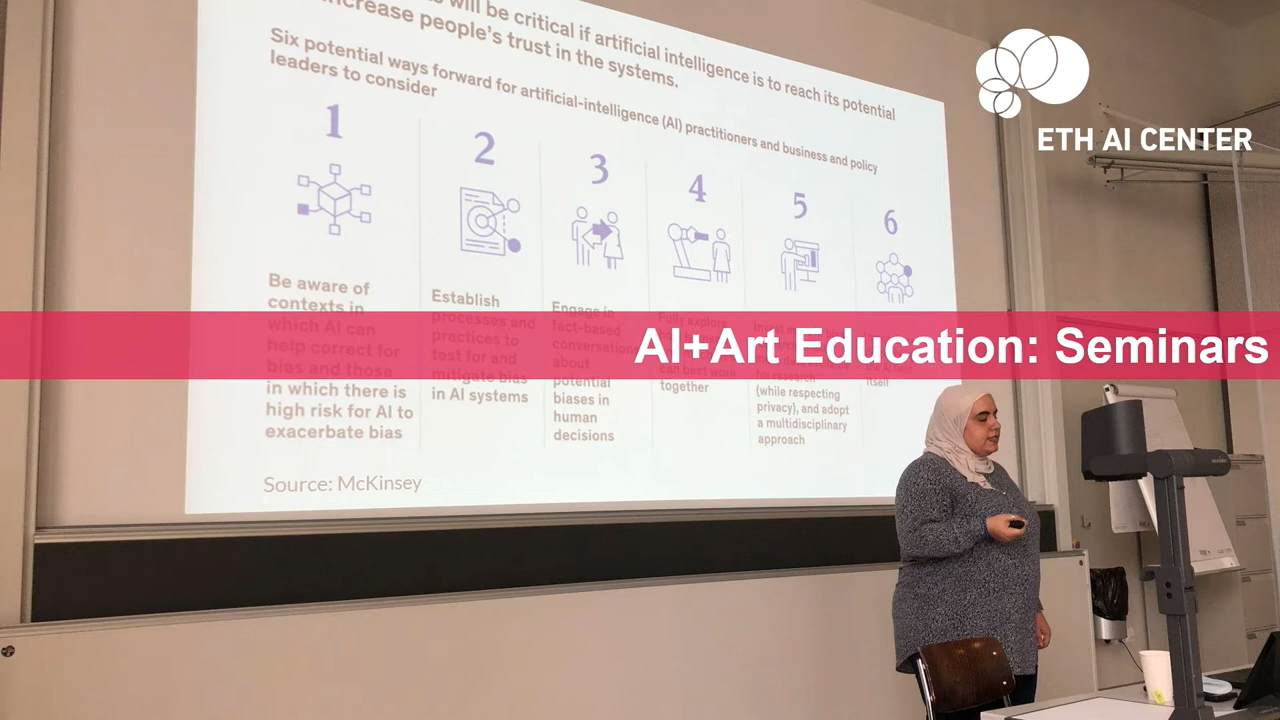 will be critical if artificial intelligence is to reach its potential
increase people's trust in the systems.
Six potential ways forward for artificial-intelligence (AI) practitioners and business and policy
leaders to consider
1
2
3
4
5
6
Be aware of
contexts in
which AI can
help correct for
bias and those
in which there is
high risk for AI to
exacerbate bias
Establish
processes and
practices to
test for and
mitigate bias
in AI systems
Engage in
fact-based
conversations
about
potential
biases in
human
decisions
Fully explore
can best work
together
for research
(while respecting
privacy), and adopt
a multidisciplinary
approach
itself
Source: McKinsey
ETH AI CENTER
AI+Art Education: Seminars